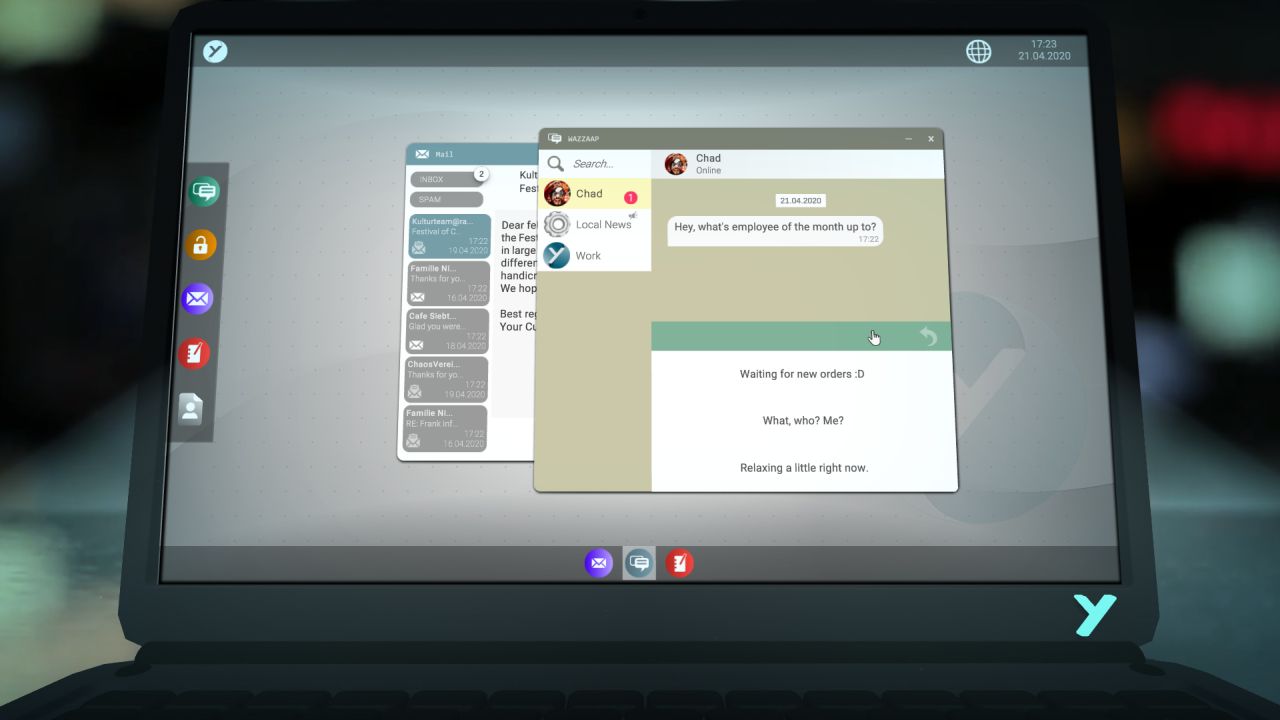 17:23
21.04.2020
Mail
INBOX
2
SPAM
Kulturteam@ra...
Festival of C...
17:22
19.04.2020
Familie Ni...
Thanks for yo...
17:22
16.04.2020
Cafe Siebt...
Glad you were...
17:22
18.04.2020
ChaosVerei...
Thanks for yo...
17:22
19.04.2020
Familie Ni...
RE: Frank Inf...
17:22
16.04.2020
Kult
Fes
Dear fel
the Fest
in large
differen
handicr
We hop
Best reg
Your Cu
WAZZAAP
Search...
Chad
1
Local News
Work
Chad
Online
21.04.2020
Hey, what's employee of the month up to?
17:22
Waiting for new orders :D
What, who? Me?
Relaxing a little right now.